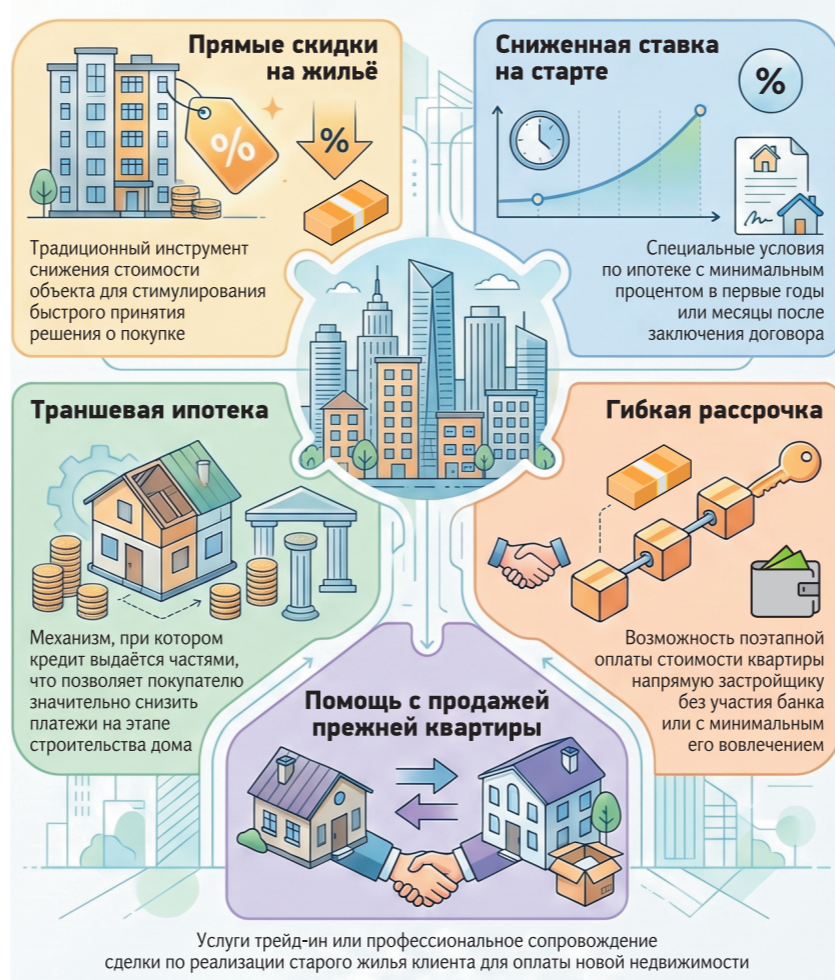 Прямые скидки
на жильё
%
%
Традиционный инструмент
снижения стоимости
объекта для стимулирования
быстрого принятия
решения о покупке
Сниженная ставка
на старте
%
Специальные условия
по ипотеке с минимальным
процентом в первые годы
или месяцы после
заключения договора
Траншевая ипотека
Механизм, при котором
кредит выдаётся частями,
что позволяет покупателю
значительно снизить
платежи на этапе
строительства дома
Гибкая рассрочка
Возможность поэтапной
оплаты стоимости квартиры
напрямую застройщику
без участия банка
или с минимальным
его вовлечением
Помощь с продажей
прежней квартиры
Услуги трейд-ин или профессиональное сопровождение
сделки по реализации старого жилья клиента для оплаты новой недвижимости